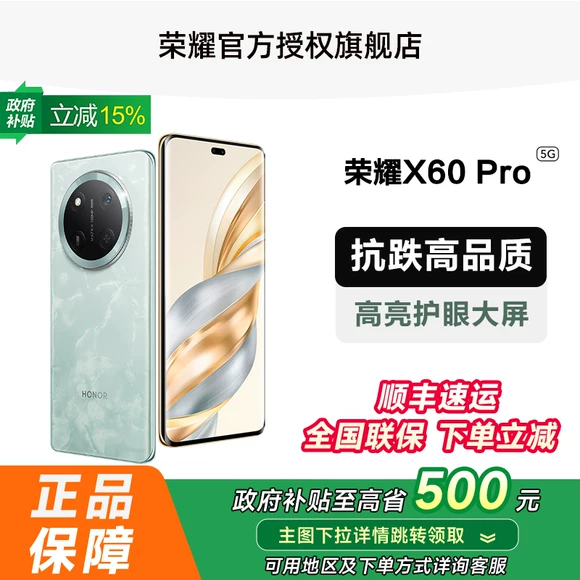 荣耀官方授权旗舰店
政府补贴 立减15%
荣耀X60 Pro 5G
抗跌高品质
高亮护眼大屏
HONOR
顺丰速运
全国联保 下单立减
正品保障
政府补贴至高省500元
主图下拉详情跳转领取
可用地区及下单方式详询客服